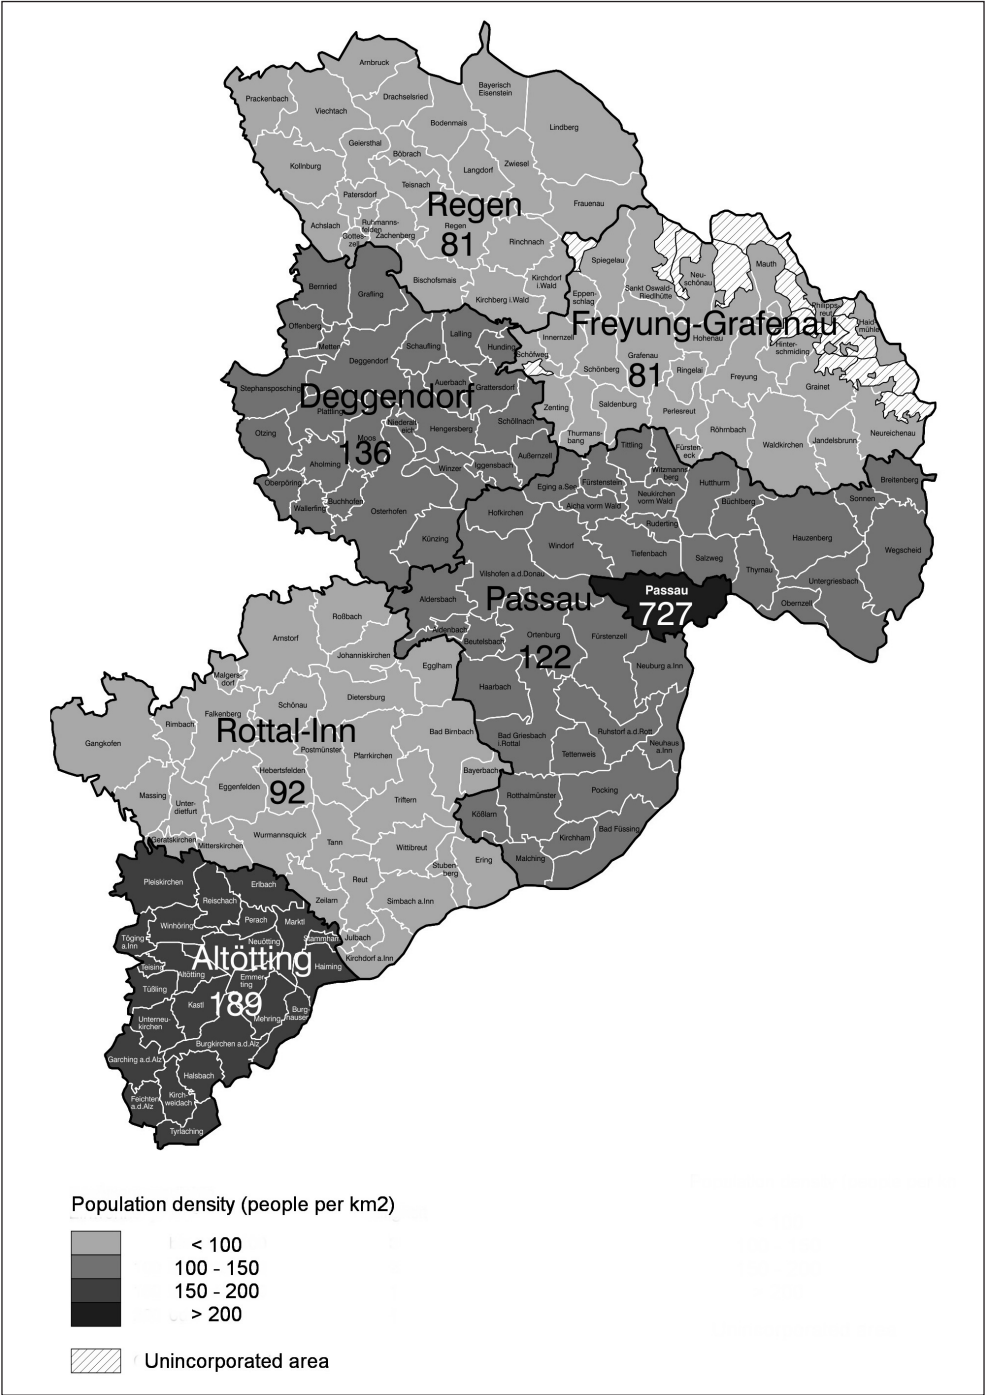 Arnbruck
Prackenbach
Viechtach
Drachselsried
Bayerisch
Eisenstein
Bodenmais
Lindberg
Geiersthal
Böbrach
Kollnburg
Langdorf
Zwiesel
Teisnach
Patersdorf
Regen
Frauenau
Achslach
Ruhmanns-
felden
Zachenberg
Gottes-
zell
Regen
81
Rinchnach
Bischofsmais
Kirchdorf
i.Wald
Kirchberg i.Wald
Spiegelau
Neu-
schönau
Mauth
Sankt Oswald-
Riedlhütte
Eppen-
schlag
Philipps-
reut
Haid-
mühle
Freyung-Grafenau
Innernzell
Hohenau
Hinter-
schmiding
Schöfweg
Grafenau
Schönberg
81
Ringelai
Freyung
Grainet
Zenting
Saldenburg
Perlesreut
Röhrnbach
Waldkirchen
Jandelsbrunn
Neureichenau
Thurmans-
bang
Fürsten-
eck
Bernried
Grafling
Offenberg
Metten
Lalling
Schaufling
Hunding
Deggendorf
Stephansposching
Auerbach
Grattersdorf
Deggendorf
Plattling
Niederalt-
eich
Hengersberg
Schöllnach
Otzing
Moos
136
Außernzell
Aholming
Winzer
Iggensbach
Oberpöring
Buchhofen
Wallerfing
Osterhofen
Künzing
Tittling
Witzmanns-
berg
Hutthurm
Breitenberg
Eging a.See
Fürstenstein
Neukirchen
vorm Wald
Büchlberg
Sonnen
Hofkirchen
Aicha vorm Wald
Ruderting
Hauzenberg
Windorf
Tiefenbach
Salzweg
Wegscheid
Thyrnau
Vilshofen a.d.Donau
Untergriesbach
Obernzell
Passau
727
Passau
Aldersbach
Aidenbach
Beutelsbach
Ortenburg
122
Fürstenzell
Neuburg a.Inn
Haarbach
Bad Griesbach
i.Rottal
Ruhstorf a.d.Rott
Tettenweis
Neuhaus
a.Inn
Rotthalmünster
Pocking
Kößlarn
Kirchham
Bad Füssing
Malching
Roßbach
Arnstorf
Johanniskirchen
Egglham
Malgers-
dorf
Dietersburg
Schönau
Falkenberg
Rimbach
Rottal-Inn
Bad Birnbach
Gangkofen
Postmünster
Pfarrkirchen
Hebertsfelden
Bayerbach
Eggenfelden
92
Massing
Unter-
dietfurt
Triftern
Geratskirchen
Mitterskirchen
Wurmannsquick
Tann
Wittibreut
Ering
Stuben-
berg
Reut
Zeilarn
Simbach a.Inn
Julbach
Kirchdorf a.Inn
Pleiskirchen
Erlbach
Reischach
Winhöring
Perach
Marktl
Töging
a.Inn
Neuötting
Stammham
Altötting
Teising
Altötting
Haiming
Emmer-
ting
Tüßling
Kastl
189
Burg-
hausen
Unterneu-
kirchen
Mehring
Burgkirchen a.d.Alz
Garching a.d.Alz
Halsbach
Feichten
a.d.Alz
Kirch-
weidach
Tyrlaching
Population density (people per km2)
< 100
100 - 150
150 - 200
> 200
Unincorporated area